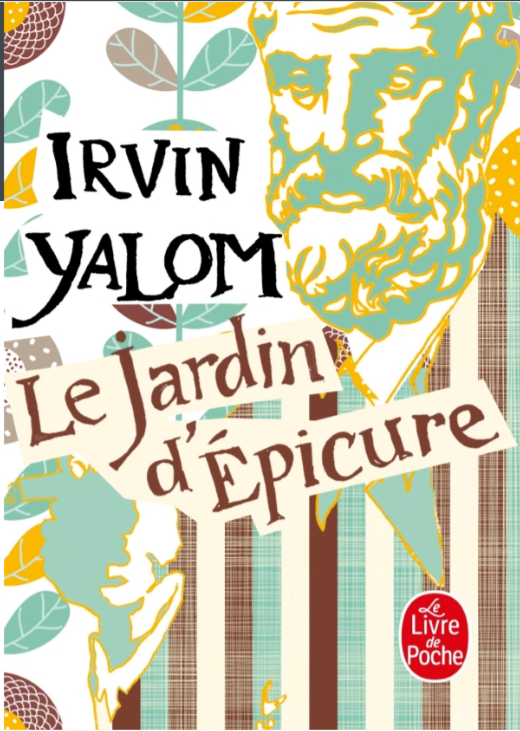 IRVIN
YALOM
Le Jardin
d'Épicure
Le
Livre
de
Poche